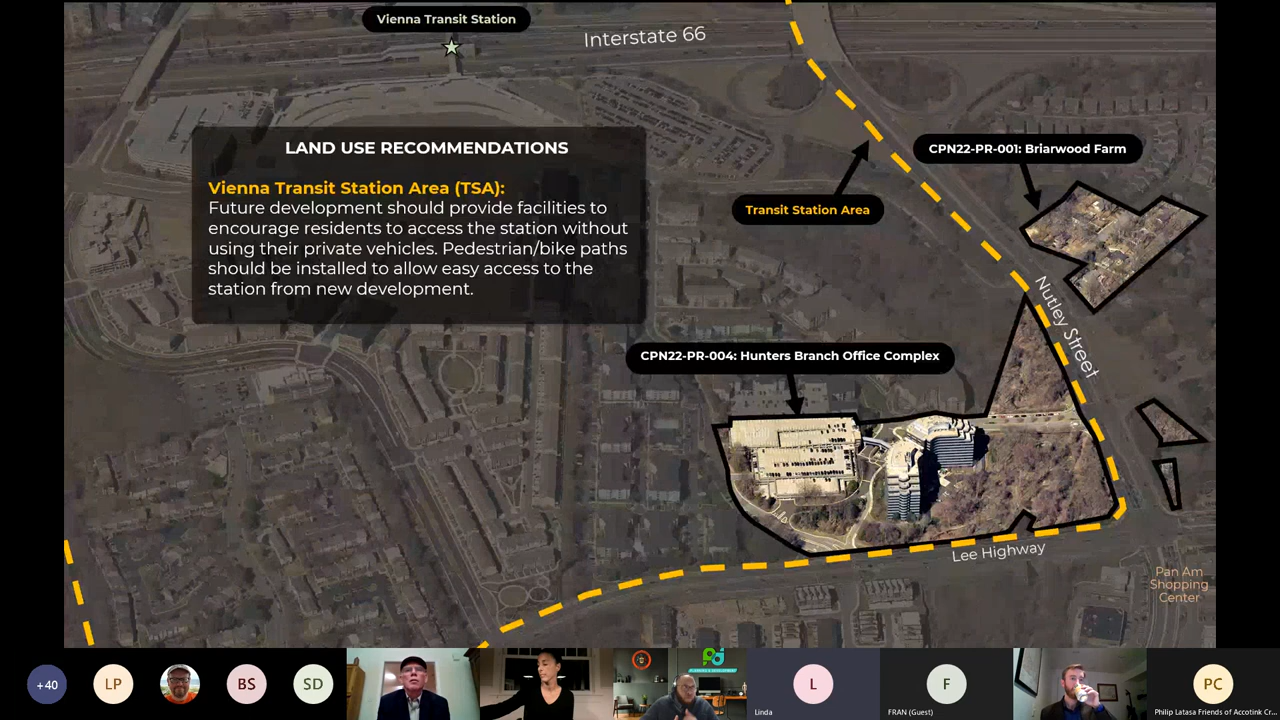 Vienna Transit Station
Interstate 66
LAND USE RECOMMENDATIONS
Vienna Transit Station Area (TSA):
Future development should provide facilities to
encourage residents to access the station without
using their private vehicles. Pedestrian/bike paths
should be installed to allow easy access to the
station from new development.
CPN22-PR-001: Briarwood Farm
Transit Station Area
Nutley Street
CPN22-PR-004: Hunters Branch Office Complex
Lee Highway
Pan Am
Shopping
Center
+40
LP
BS
SD
L
Linda
F
FRAN (Guest)
PC
Philip Latasa Friends of Accotink Cr...